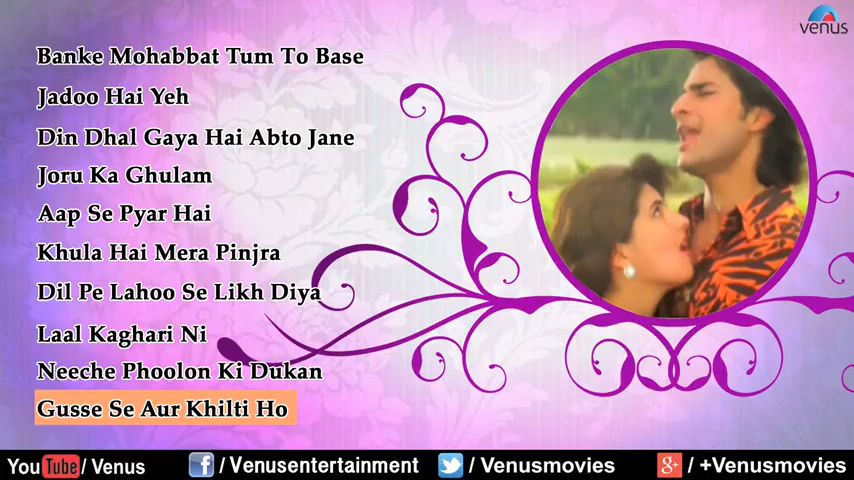 venus
Banke Mohabbat Tum To Base
Jadoo Hai Yeh
Din Dhal Gaya Hai Abto Jane
Joru Ka Ghulam
Aap Se Pyar Hai
Khula Hai Mera Pinjra
Dil Pe Lahoo Se Likh Diya
Laal Kaghari Ni
Neeche Phoolon Ki Dukan
Gusse Se Aur Khilti Ho
You Tube / Venus f / Venusentertainment / Venusmovies g+ / +Venusmovies